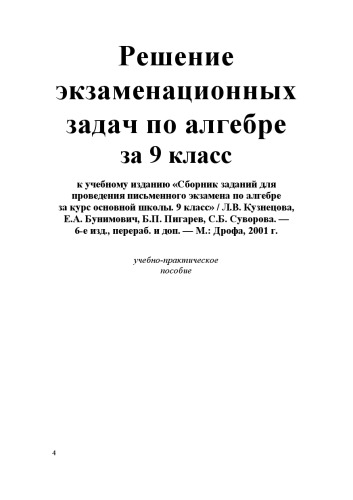 Решение
экзаменационных
задач по алгебре
за 9 класс
к учебному изданию «Сборник заданий для
проведения письменного экзамена по алгебре
за курс основной школы. 9 класс» / Л.В. Кузнецова,
Е.А. Бунимович, Б.П. Пигарев, С.Б. Суворова. —
6-е изд., перераб. и доп. — М.: Дрофа, 2001 г.
учебно-практическое
пособие
4